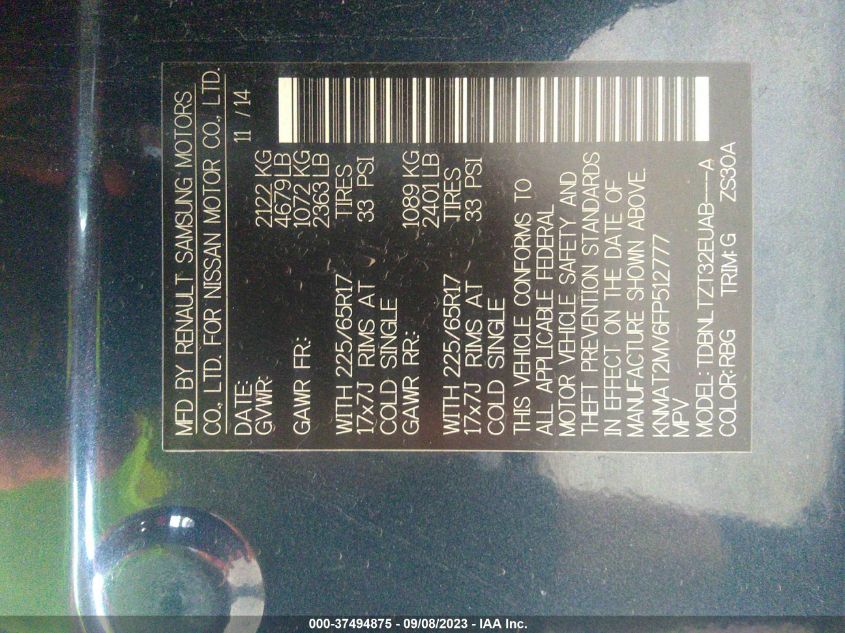 MFD BY RENAULT SAMSUNG MOTORS
CO., LTD. FOR NISSAN MOTOR CO., LTD.
DATE: 11 / 14
GVWR: 2122 KG
4679 LB
GAWR FR: 1072 KG
2363 LB
WITH 225/65R17 TIRES
17x7J RIMS AT 33 PSI
COLD SINGLE
GAWR RR: 1089 KG
2401 LB
WITH 225/65R17 TIRES
17x7J RIMS AT 33 PSI
COLD SINGLE
THIS VEHICLE CONFORMS TO
ALL APPLICABLE FEDERAL
MOTOR VEHICLE SAFETY AND
THEFT PREVENTION STANDARDS
IN EFFECT ON THE DATE OF
MANUFACTURE SHOWN ABOVE.
KNMAT2MV6FP512777
MPV
MODEL: TDBNLTZT32EUAB----A
COLOR:RBG TRIM:G ZS30A
000-37494875 - 09/08/2023 - IAA Inc.